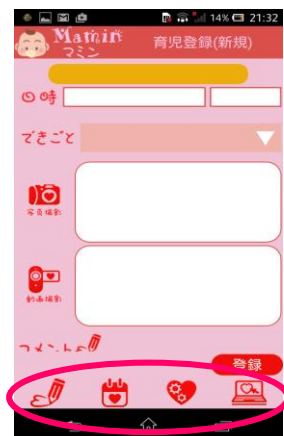 14% 21:32
Mamin
マミン
育児登録(新規)
日時
できごと
写真撮影
動画撮影
コメント
登録